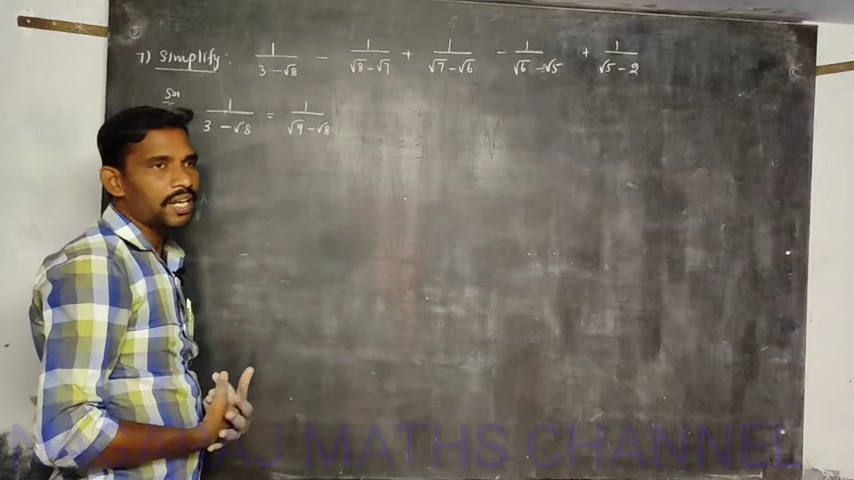 7) Simplify: 1/(3-√8) - 1/(√8-√7) + 1/(√7-√6) - 1/(√6-√5) + 1/(√5-2)
Sol
1/(3-√8) = 1/(√9-√8)
MATHS CHANNEL